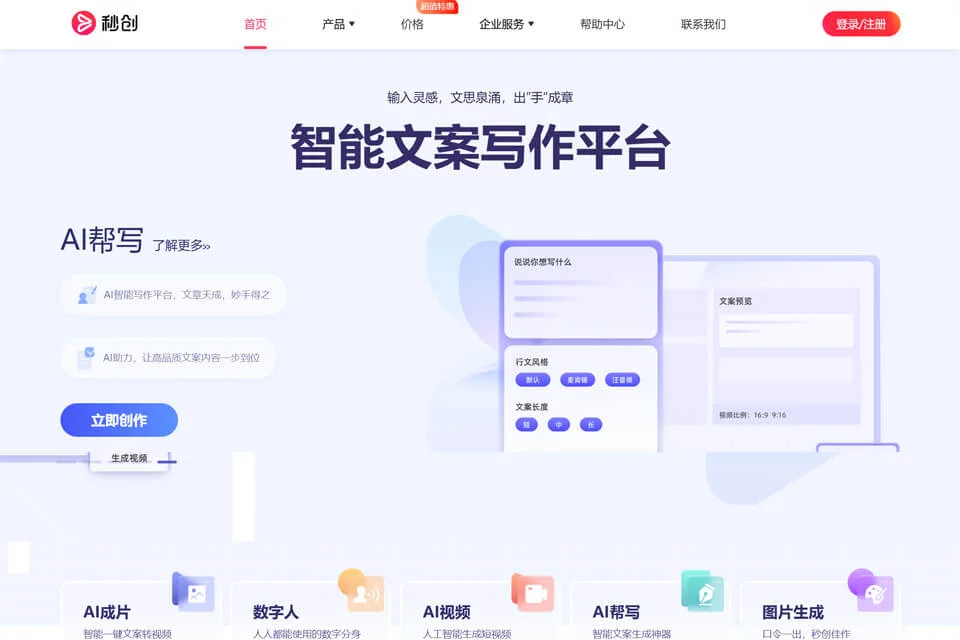 秒创
首页
产品
价格
超值特惠
企业服务
帮助中心
联系我们
登录/注册
输入灵感，文思泉涌，出"手"成章
智能文案写作平台
AI帮写 了解更多»
AI智能写作平台，文章天成，妙手得之
AI助力，让高品质文案内容一步到位
立即创作
生成视频
说说你想写什么
行文风格
默认
麦肯锡
汪曾祺
文案长度
短
中
长
文案预览
视频比例：16:9 9:16
AI成片
智能一键文案转视频
数字人
人人都能使用的数字分身
AI视频
人工智能生成短视频
AI帮写
智能文案生成神器
图片生成
口令一出，秒创佳作